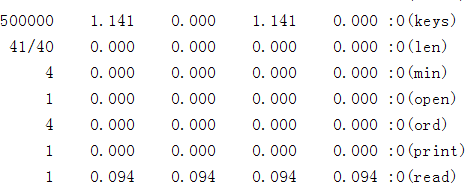 500000 1.141 0.000 1.141 0.000 :0(keys)
41/40 0.000 0.000 0.000 0.000 :0(len)
4 0.000 0.000 0.000 0.000 :0(min)
1 0.000 0.000 0.000 0.000 :0(open)
4 0.000 0.000 0.000 0.000 :0(ord)
1 0.000 0.000 0.000 0.000 :0(print)
1 0.094 0.094 0.094 0.094 :0(read)